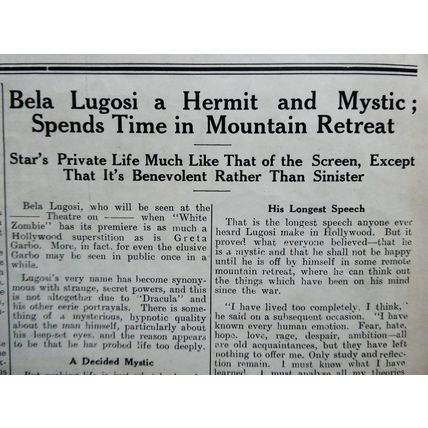 Bela Lugosi a Hermit and Mystic;
Spends Time in Mountain Retreat
Star's Private Life Much Like That of the Screen, Except
That It's Benevolent Rather Than Sinister
Bela Lugosi, who will be seen at the
—— Theatre on —— when "White
Zombie" has its premiere is as much a
Hollywood superstition as is Greta
Garbo. More, in fact, for even the elusive
Garbo may be seen in public once in a
while.
Lugosi's very name has become synony-
mous with strange, secret powers, and this
is not altogether due to "Dracula" and
his other eerie portrayals. There is some-
thing of a mysterious, hypnotic quality
about the man himself, particularly about
his deep-set eyes, and the reason appears
to be that he has probed life too deeply.
A Decided Mystic
His Longest Speech
That is the longest speech anyone ever
heard Lugosi make in Hollywood. But it
proved what everyone believed—that he
is a mystic and that he shall not be happy
until he is off by himself in some remote
mountain retreat, where he can think out
the things which have been on his mind
since the war.
"I have lived too completely, I think,"
he said on a subsequent occasion. "I have
known every human emotion. Fear, hate,
hope, love, rage, despair, ambition—all
are old acquaintances, but they have left
nothing to offer me. Only study and reflec-
tion remain. I must know what I have
learned. I must analyze all my theories